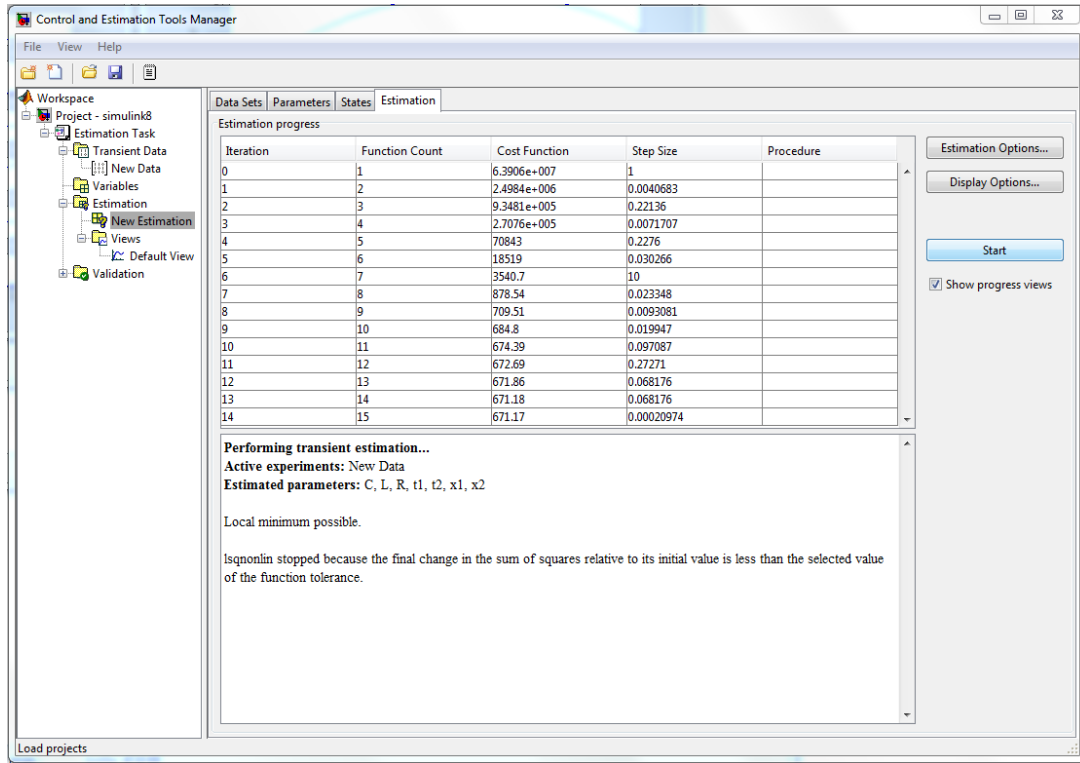 Control and Estimation Tools Manager
File View Help
Workspace
Project - simulink8
Estimation Task
Transient Data
New Data
Variables
Estimation
New Estimation
Views
Default View
Validation
Data Sets Parameters States Estimation
Estimation progress
Iteration Function Count Cost Function Step Size Procedure
0 1 6.3906e+007 1
1 2 2.4984e+006 0.0040683
2 3 9.3481e+005 0.22136
3 4 2.7076e+005 0.0071707
4 5 70843 0.2276
5 6 18519 0.030266
6 7 3540.7 10
7 8 878.54 0.023348
8 9 709.51 0.0093081
9 10 684.8 0.019947
10 11 674.39 0.097087
11 12 672.69 0.27271
12 13 671.86 0.068176
13 14 671.18 0.068176
14 15 671.17 0.00020974
Estimation Options...
Display Options...
Start
Show progress views
Performing transient estimation...
Active experiments: New Data
Estimated parameters: C, L, R, t1, t2, x1, x2
Local minimum possible.
lsqnonlin stopped because the final change in the sum of squares relative to its initial value is less than the selected value
of the function tolerance.
Load projects